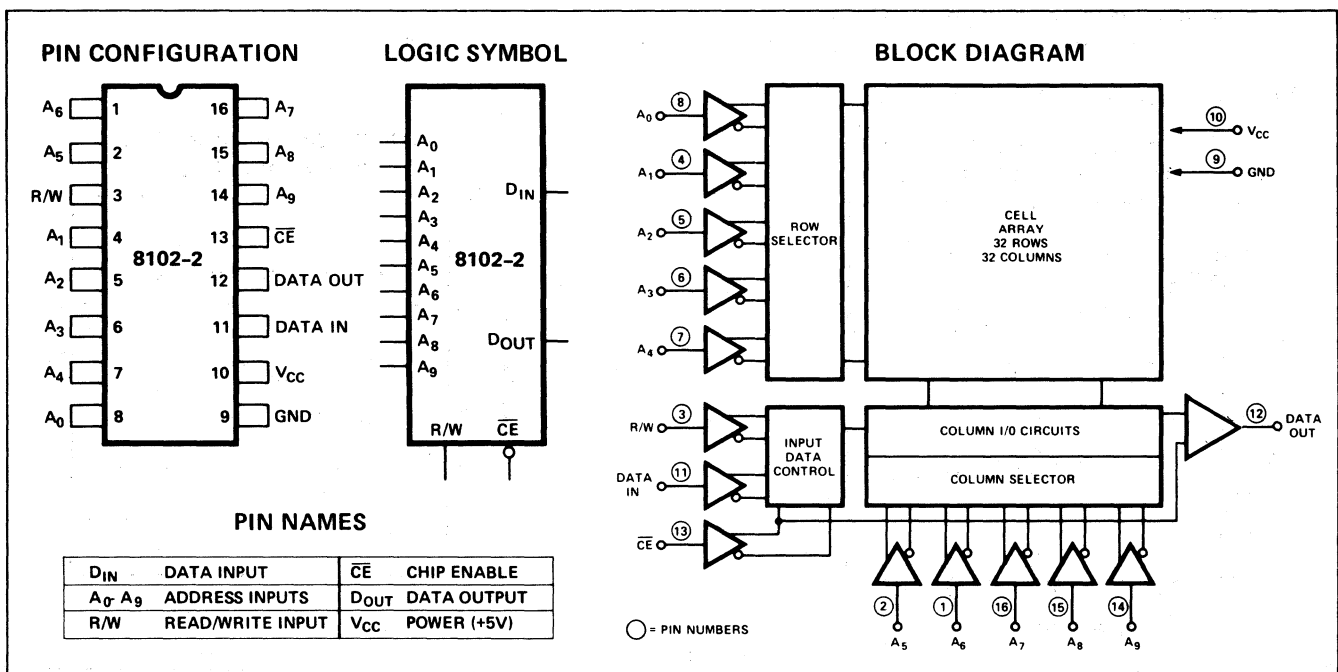 PIN CONFIGURATION
A6 1 16 A7
A5 2 15 A8
R/W 3 14 A9
A1 4 13 C̅E̅
8102-2
A2 5 12 DATA OUT
A3 6 11 DATA IN
A4 7 10 VCC
A0 8 9 GND
LOGIC SYMBOL
A0
A1
A2
A3
A4
A5
A6
A7
A8
A9
DIN
8102-2
DOUT
R/W C̅E̅
PIN NAMES
DIN DATA INPUT C̅E̅ CHIP ENABLE
A0- A9 ADDRESS INPUTS DOUT DATA OUTPUT
R/W READ/WRITE INPUT VCC POWER (+5V)
BLOCK DIAGRAM
A0 8
A1 4
A2 5
A3 6
A4 7
ROW
SELECTOR
CELL
ARRAY
32 ROWS
32 COLUMNS
10 VCC
9 GND
R/W 3
DATA
IN 11
C̅E̅ 13
INPUT
DATA
CONTROL
COLUMN I/O CIRCUITS
COLUMN SELECTOR
12 DATA
OUT
2 1 16 15 14
A5 A6 A7 A8 A9
= PIN NUMBERS